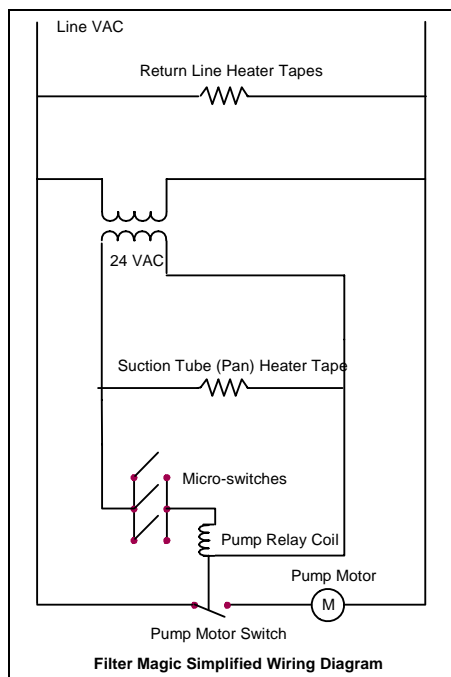 Line VAC
Return Line Heater Tapes
24 VAC
Suction Tube (Pan) Heater Tape
Micro-switches
Pump Relay Coil
Pump Motor
M
Pump Motor Switch
Filter Magic Simplified Wiring Diagram